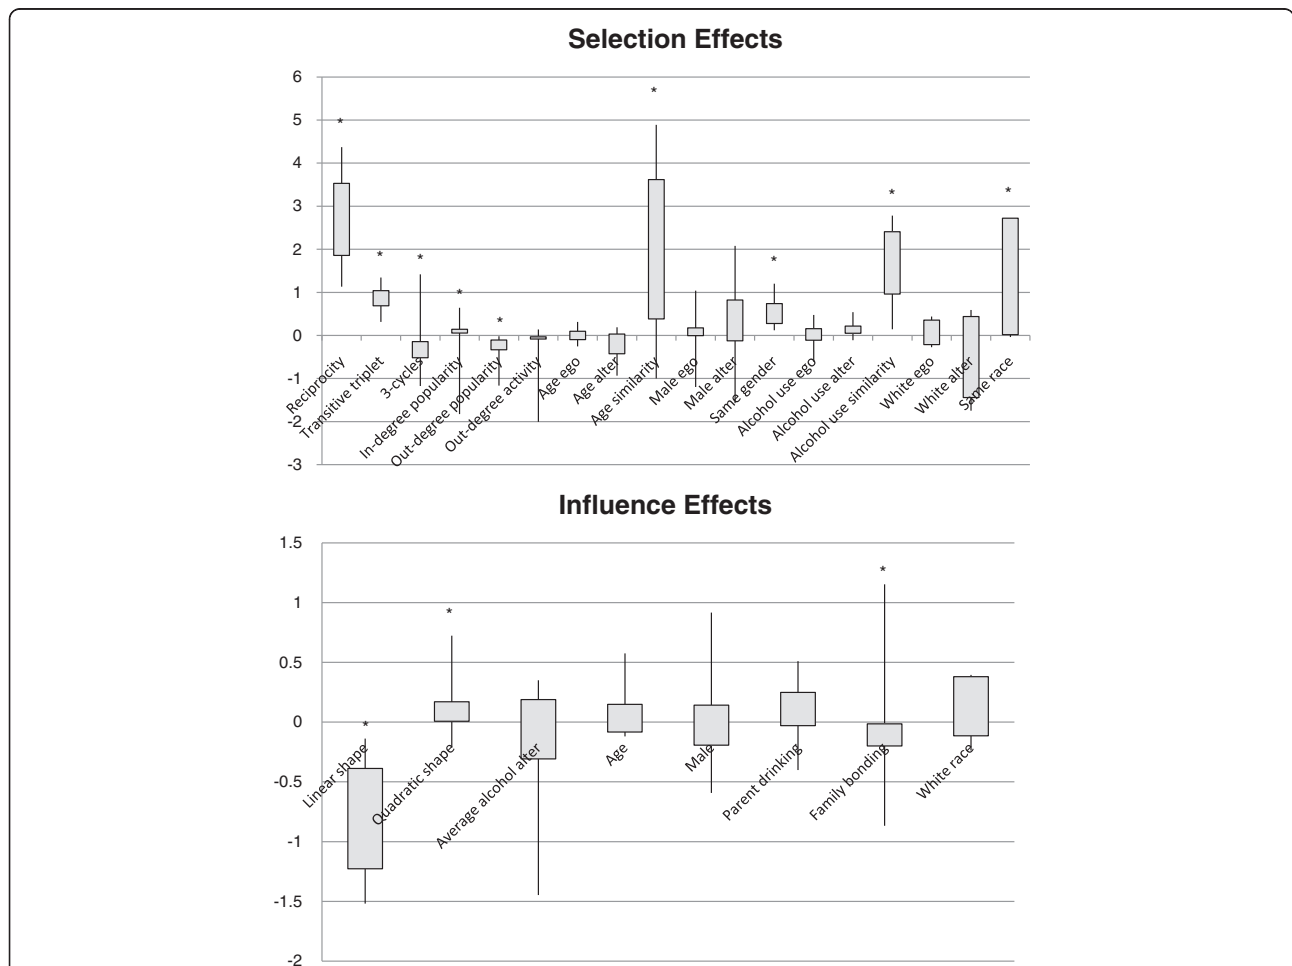 Selection Effects
6
5
4
3
2
1
0
-1
-2
-3
*
*
*
*
*
*
*
*
*
Reciprocity
Transitive triplet
3-cycles
In-degree popularity
Out-degree popularity
Out-degree activity
Age ego
Age alter
Age similarity
Male ego
Male alter
Same gender
Alcohol use ego
Alcohol use alter
Alcohol use similarity
White ego
White alter
Same race
Influence Effects
1.5
1
0.5
0
-0.5
-1
-1.5
-2
*
*
*
Linear shape
Quadratic shape
Average alcohol alter
Age
Male
Parent drinking
Family bonding
White race